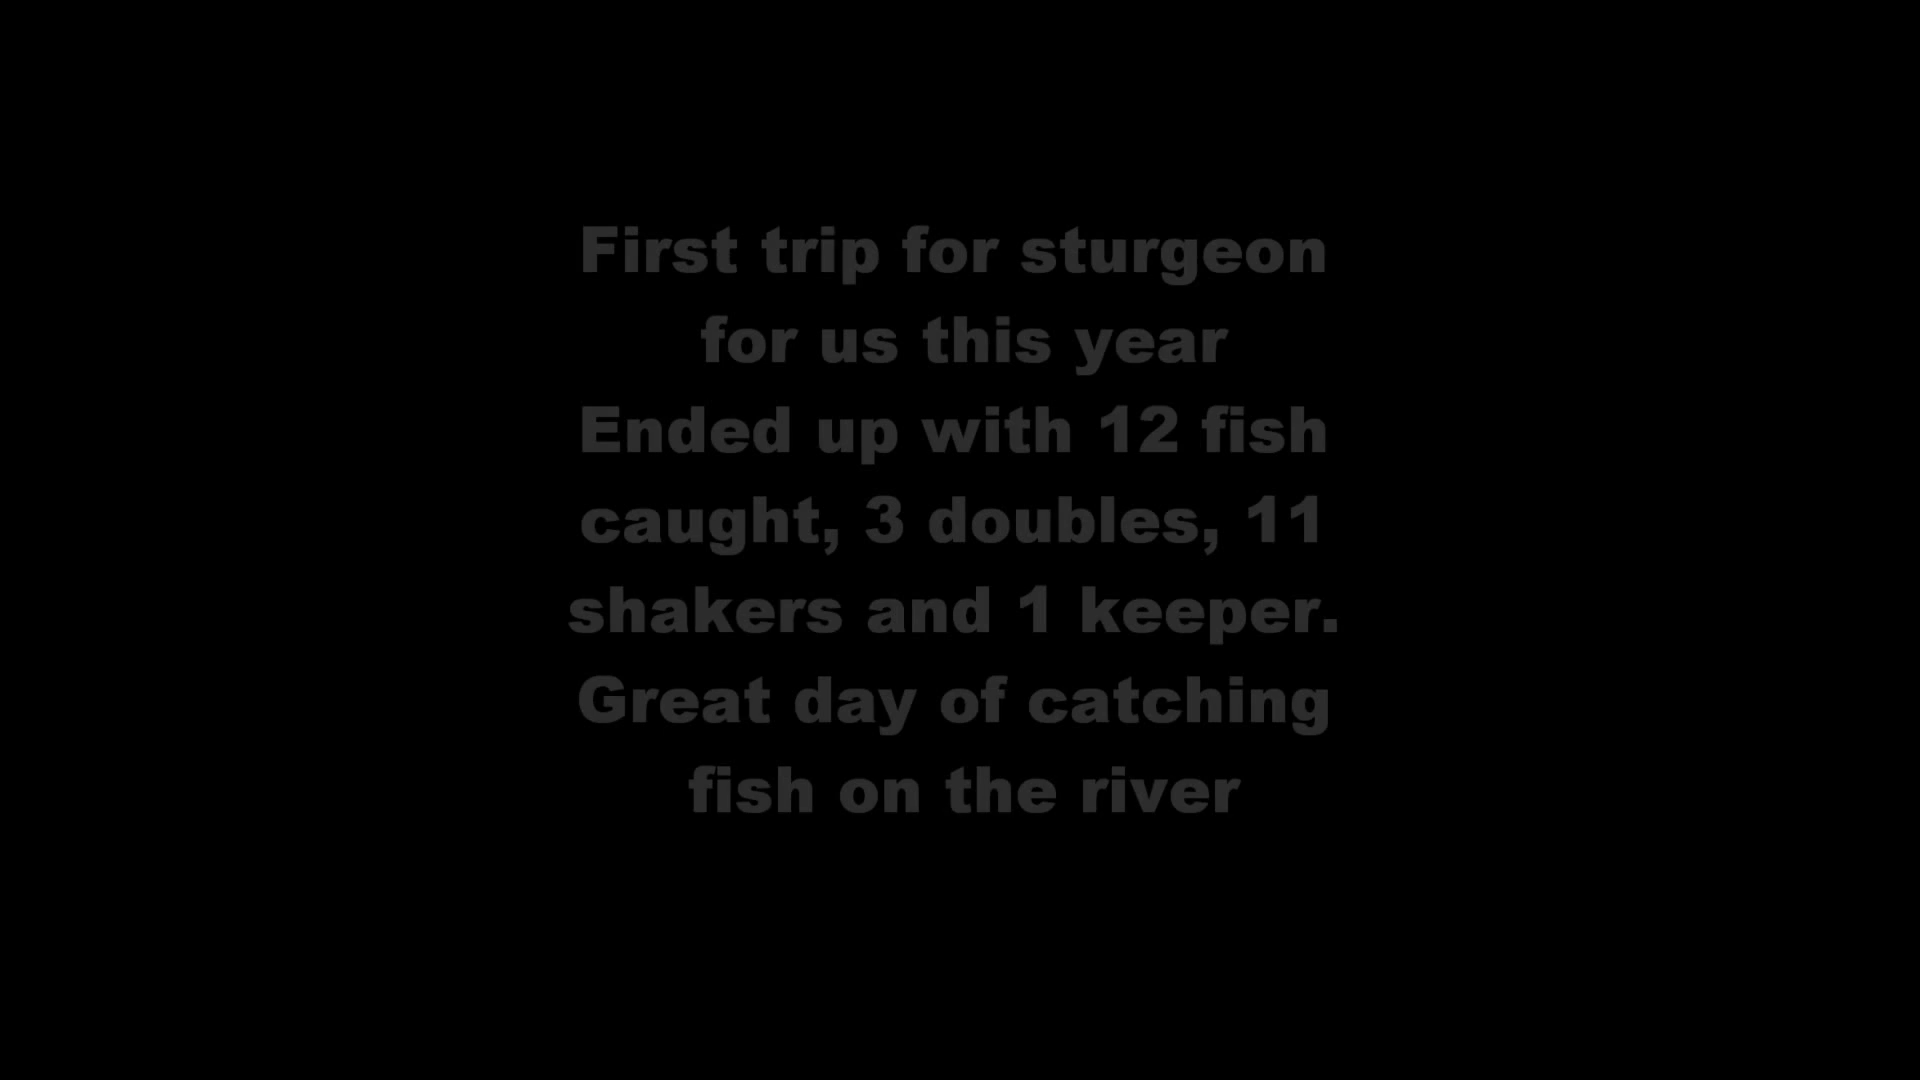 First trip for sturgeon
for us this year
Ended up with 12 fish
caught, 3 doubles, 11
shakers and 1 keeper.
Great day of catching
fish on the river